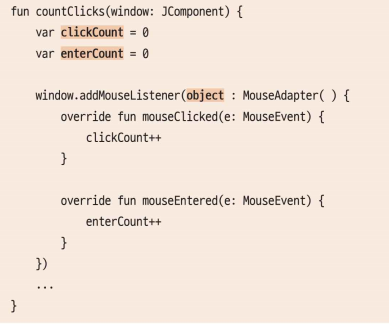 fun countClicks(window: JComponent) {
    var clickCount = 0
    var enterCount = 0

    window.addMouseListener(object : MouseAdapter( ) {
        override fun mouseClicked(e: MouseEvent) {
            clickCount++
        }

        override fun mouseEntered(e: MouseEvent) {
            enterCount++
        }
    })
    ...
}